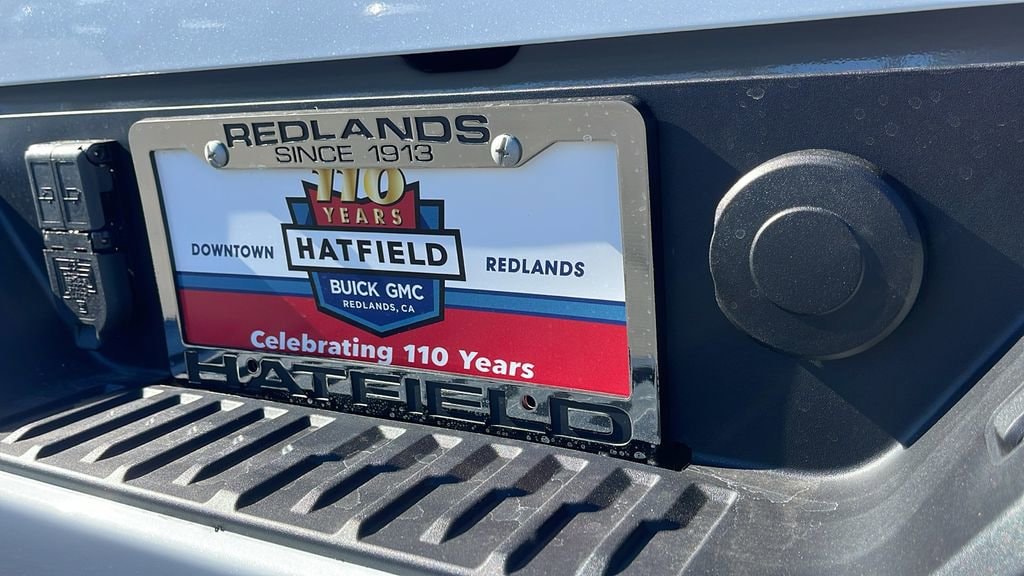 REDLANDS
SINCE 1913
110
YEARS
DOWNTOWN HATFIELD REDLANDS
BUICK GMC
REDLANDS, CA
Celebrating 110 Years
HATFIELD